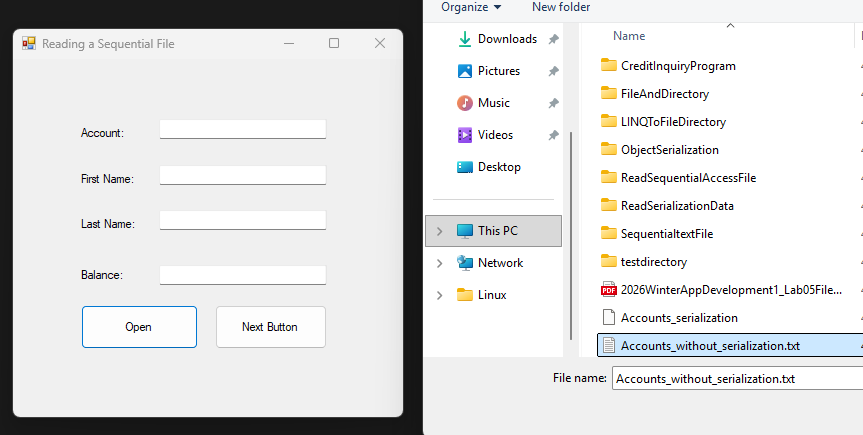 Reading a Sequential File
Account:
First Name:
Last Name:
Balance:
Open
Next Button
Organize
New folder
Downloads
Pictures
Music
Videos
Desktop
This PC
Network
Linux
Name
CreditInquiryProgram
FileAndDirectory
LINQToFileDirectory
ObjectSerialization
ReadSequentialAccessFile
ReadSerializationData
SequentialtextFile
testdirectory
PDF 2026WinterAppDevelopment1_Lab05File...
Accounts_serialization
Accounts_without_serialization.txt
File name: Accounts_without_serialization.txt